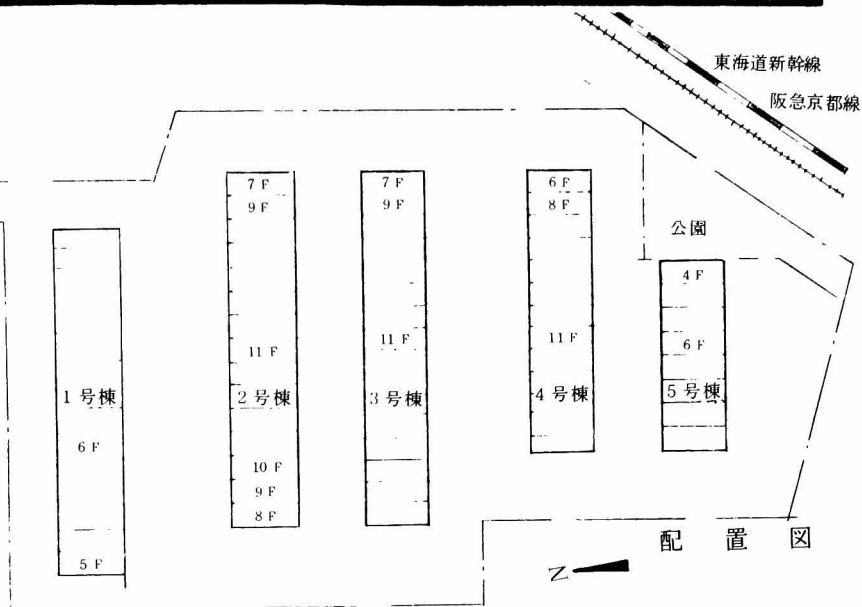 東海道新幹線
阪急京都線
公園
7 F
9 F
11 F
2号棟
10 F
9 F
8 F
7 F
9 F
11 F
3号棟
6 F
8 F
11 F
4号棟
4 F
6 F
5号棟
1号棟
6 F
5 F
配置図
Z